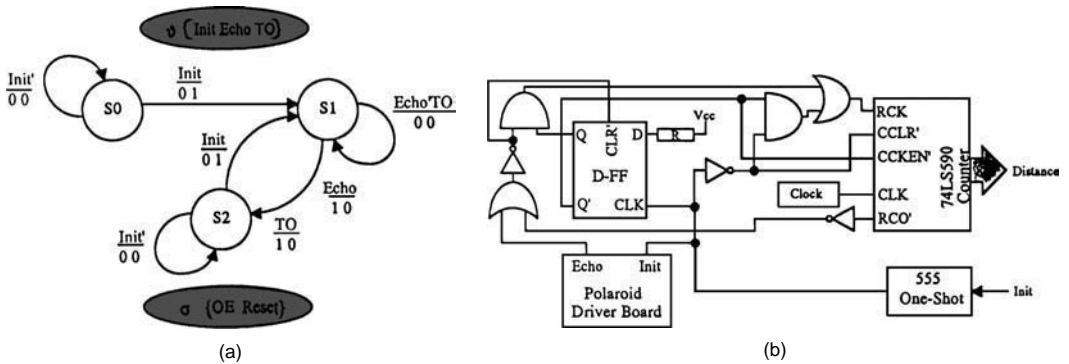 ν {Init Echo TO}
Init'
0 0
S0
Init
0 1
S1
Echo'TO
0 0
Init
0 1
Echo
1 0
S2
TO
1 0
Init'
0 0
σ {OE Reset}
(a)
Q
CLR'
D
R
Vcc
D-FF
Q'
CLK
RCK
CCLR'
CCKEN'
CLK
RCO'
74LS590
Counter
Distance
Clock
Echo
Init
Polaroid
Driver Board
555
One-Shot
Init
(b)